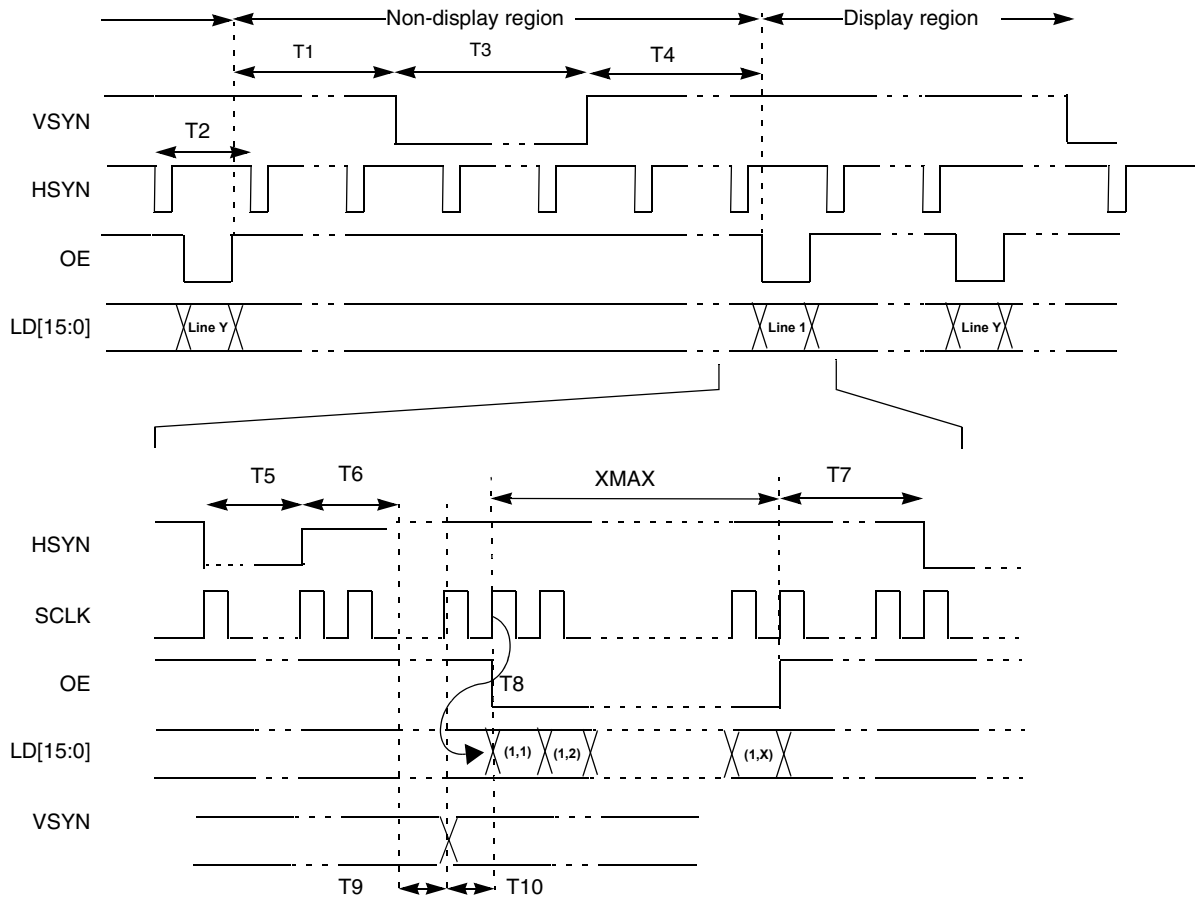 Non-display region
Display region
T1
T3
T4
VSYN
T2
HSYN
OE
LD[15:0]
Line Y
Line 1
Line Y
T5
T6
XMAX
T7
HSYN
SCLK
OE
T8
LD[15:0]
(1,1)
(1,2)
(1,X)
VSYN
T9
T10